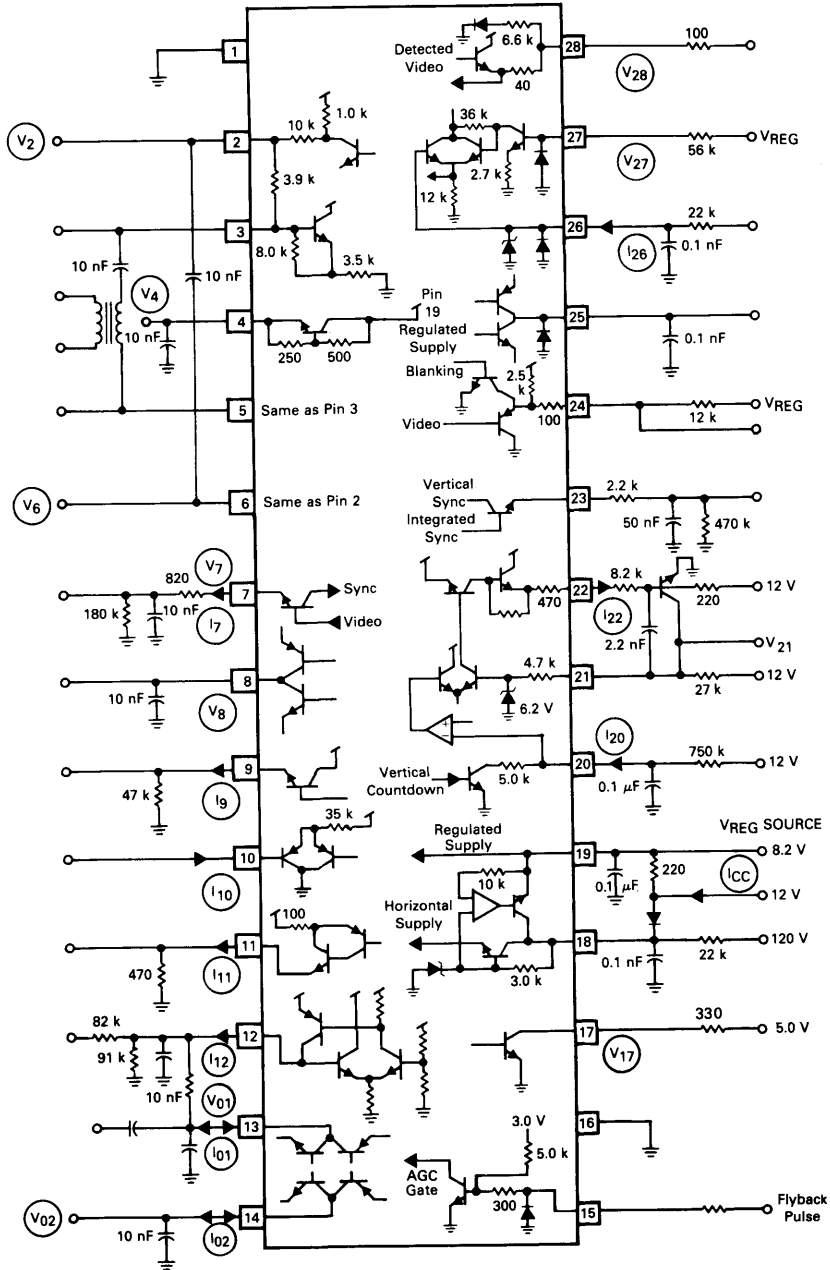 1
28
100
6.6 k
Detected
Video
40
V28
V2
2
10 k
1.0 k
3.9 k
36 k
27
VREG
56 k
V27
2.7 k
12 k
3
8.0 k
3.5 k
26
22 k
I26
0.1 nF
10 nF
10 nF
V4
10 nF
4
250
500
Pin
19
Regulated
Supply
25
0.1 nF
Blanking
2.5
k
5
Same as Pin 3
24
100
VREG
12 k
Video
V6
6
Same as Pin 2
Vertical
Sync
Integrated
Sync
23
2.2 k
50 nF
470 k
V7
820
7
Sync
Video
180 k
10 nF
I7
22
470
8.2 k
12 V
220
I22
2.2 nF
V21
8
10 nF
V8
4.7 k
21
12 V
27 k
6.2 V
+
−
9
47 k
I9
I20
20
750 k
12 V
5.0 k
Vertical
Countdown
0.1 µF
10
35 k
I10
Regulated
Supply
19
VREG SOURCE
8.2 V
220
ICC
0.1 µF
12 V
10 k
11
100
470
I11
Horizontal
Supply
18
120 V
0.1 nF
22 k
3.0 k
82 k
12
91 k
I12
10 nF
17
330
5.0 V
V17
V01
13
I01
16
3.0 V
5.0 k
AGC
Gate
300
15
Flyback
Pulse
V02
14
10 nF
I02